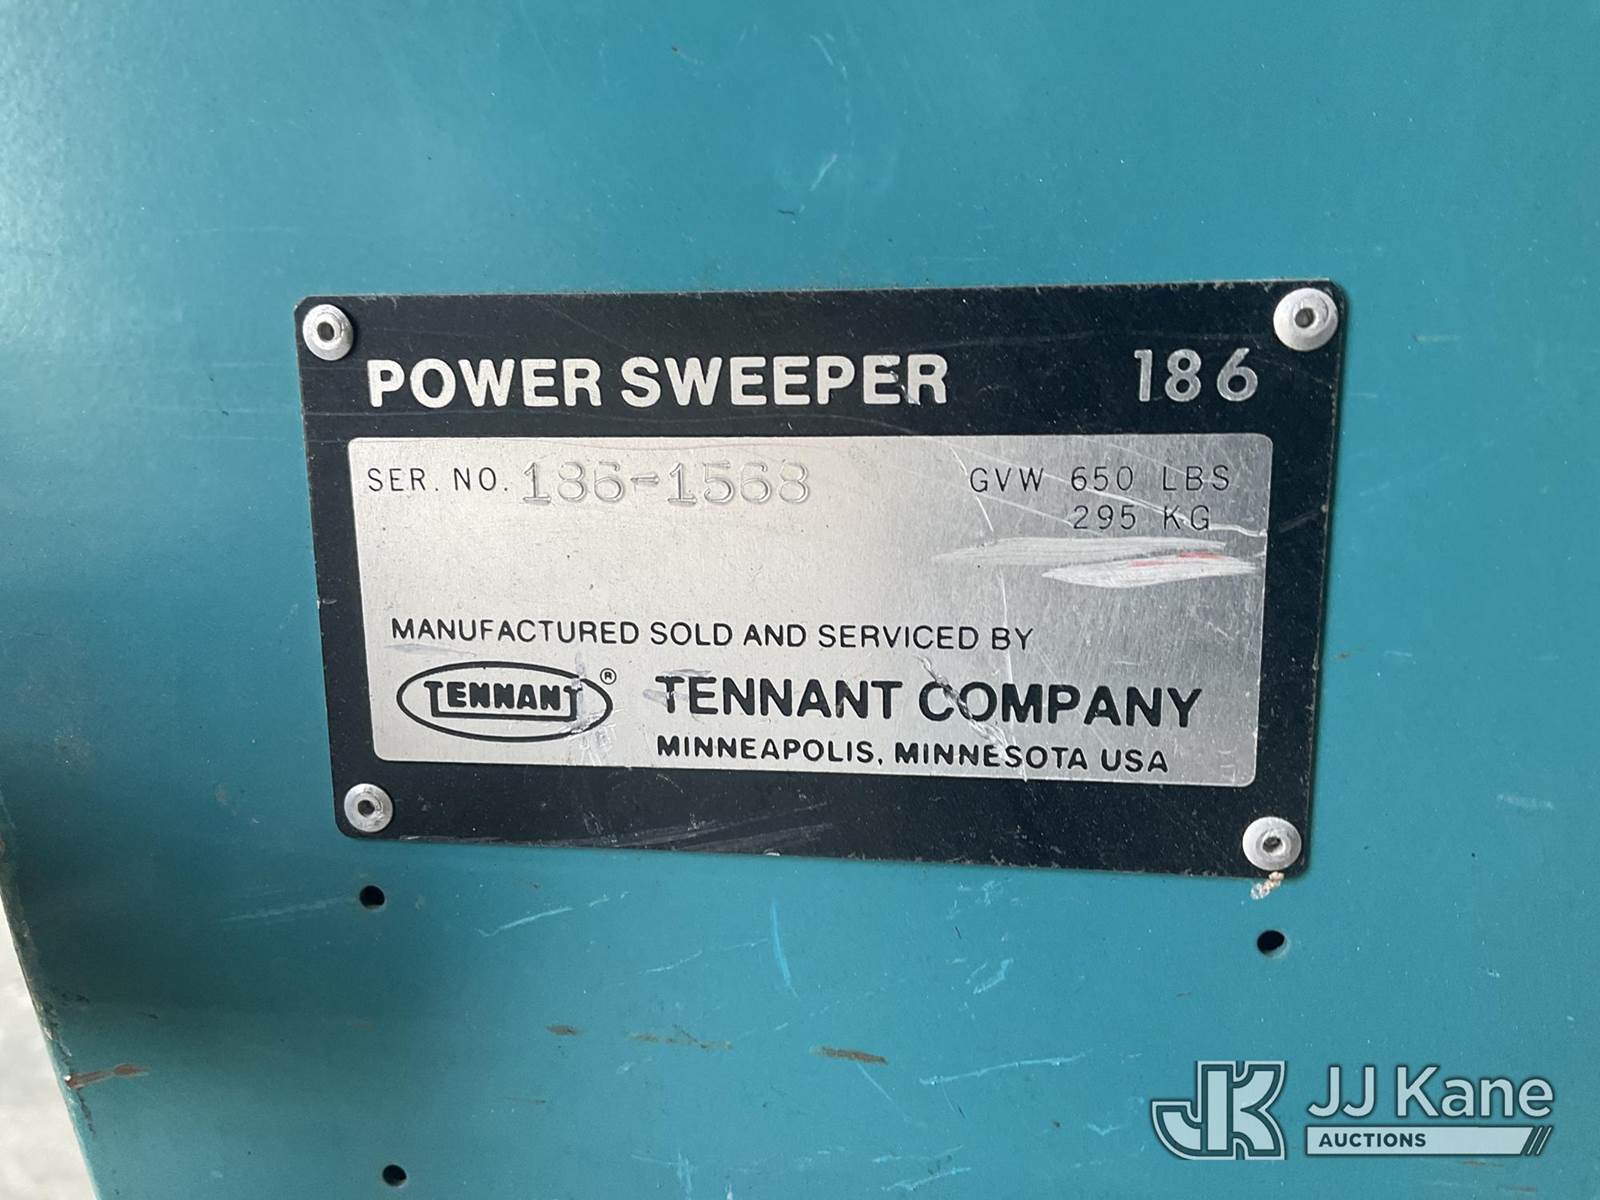 POWER SWEEPER 186
SER. NO. 186-1568 GVW 650 LBS
295 KG
MANUFACTURED SOLD AND SERVICED BY
TENNANT ® TENNANT COMPANY
MINNEAPOLIS, MINNESOTA USA
JK JJ Kane
AUCTIONS